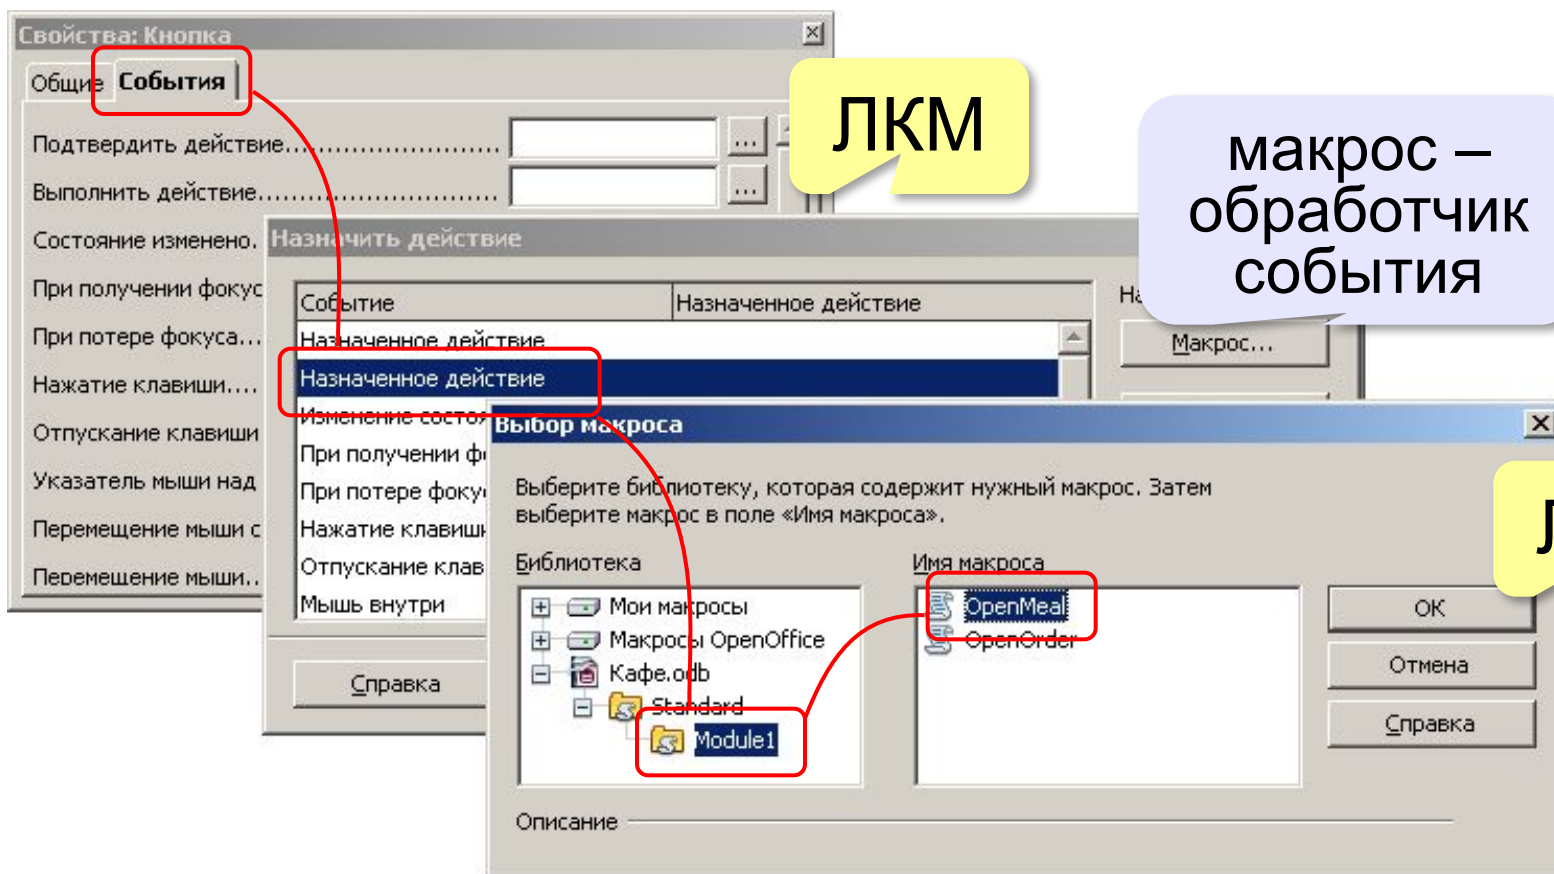 Свойства: Кнопка
Общие События
Подтвердить действие......................... ...
Выполнить действие........................... ...
Состояние изменено.
При получении фокус
При потере фокуса...
Нажатие клавиши....
Отпускание клавиши
Указатель мыши над
Перемещение мыши с
Перемещение мыши..
ЛКМ
макрос –
обработчик
события
Назначить действие
Событие Назначенное действие
Назначенное действие
Назначенное действие
Изменение состоя
При получении ф
При потере фоку
Нажатие клавиш
Отпускание клав
Мышь внутри
Макрос...
Справка
Выбор макроса
Выберите библиотеку, которая содержит нужный макрос. Затем
выберите макрос в поле «Имя макроса».
Библиотека
Мои макросы
Макросы OpenOffice
Кафе.odb
Standard
Module1
Имя макроса
OpenMeal
OpenOrder
ОК
Отмена
Справка
Описание